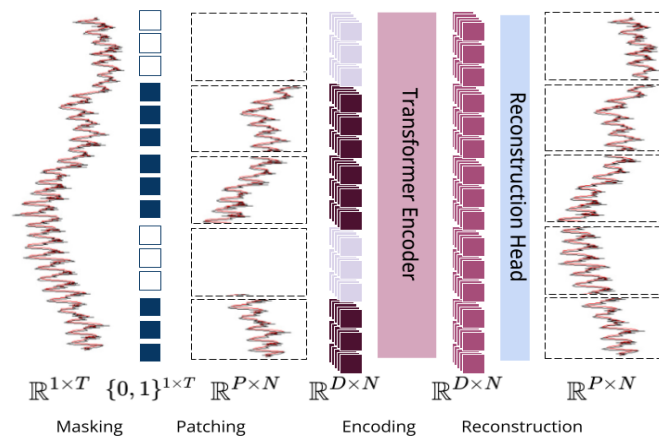 Transformer Encoder
Reconstruction Head
ℝ^{1×T} {0,1}^{1×T} ℝ^{P×N} ℝ^{D×N} ℝ^{D×N} ℝ^{P×N}
Masking Patching Encoding Reconstruction